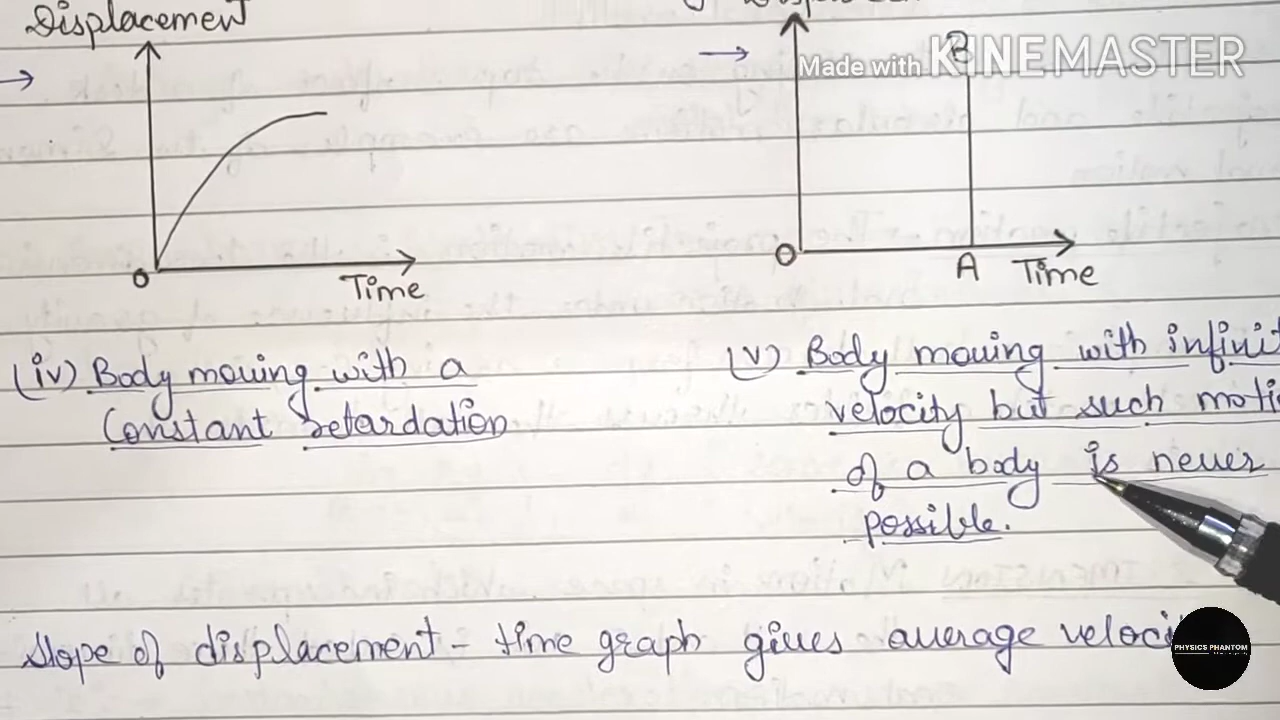 Displacement
Made with KINEMASTER
B
O
Time
O
A
Time
(iv) Body moving with a
Constant retardation
(v) Body moving with infinit
velocity but such moti
of a body is never
possible.
Slope of displacement - time graph gives average veloci
PHYSICS PHANTOM